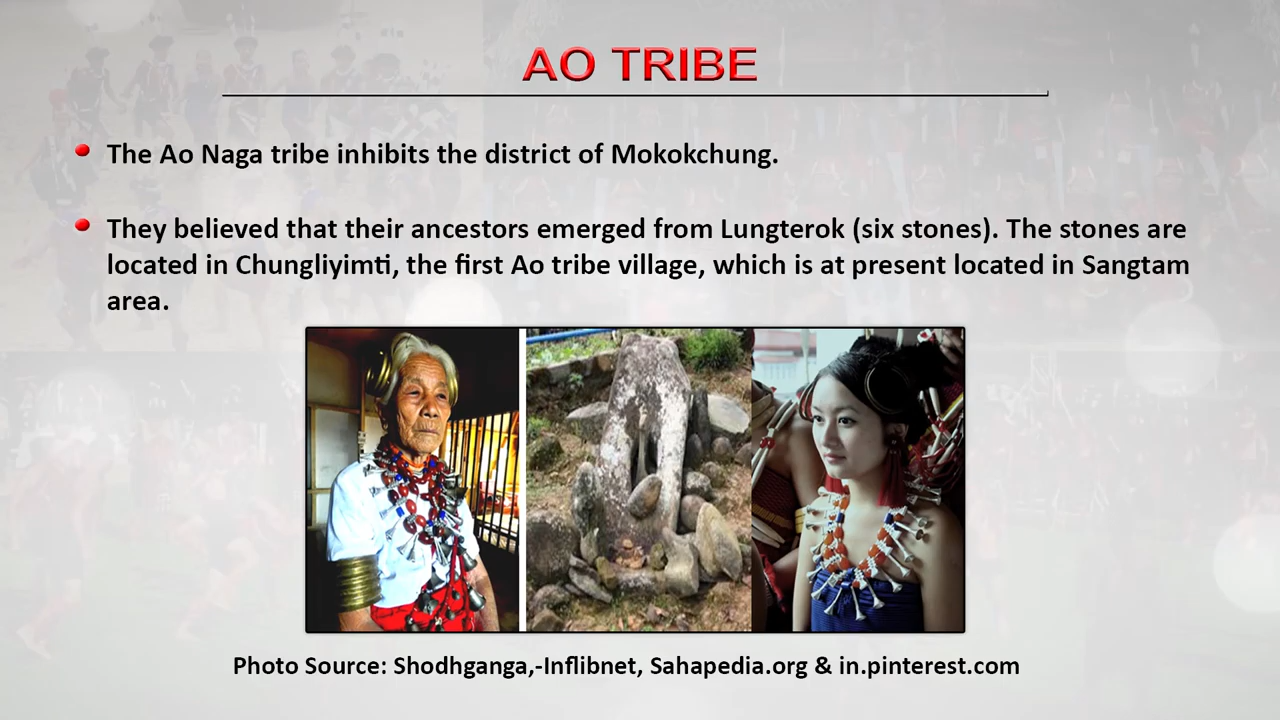 AO TRIBE
The Ao Naga tribe inhibits the district of Mokokchung.
They believed that their ancestors emerged from Lungterok (six stones). The stones are
located in Chungliyimti, the first Ao tribe village, which is at present located in Sangtam
area.
Photo Source: Shodhganga,-Inflibnet, Sahapedia.org & in.pinterest.com